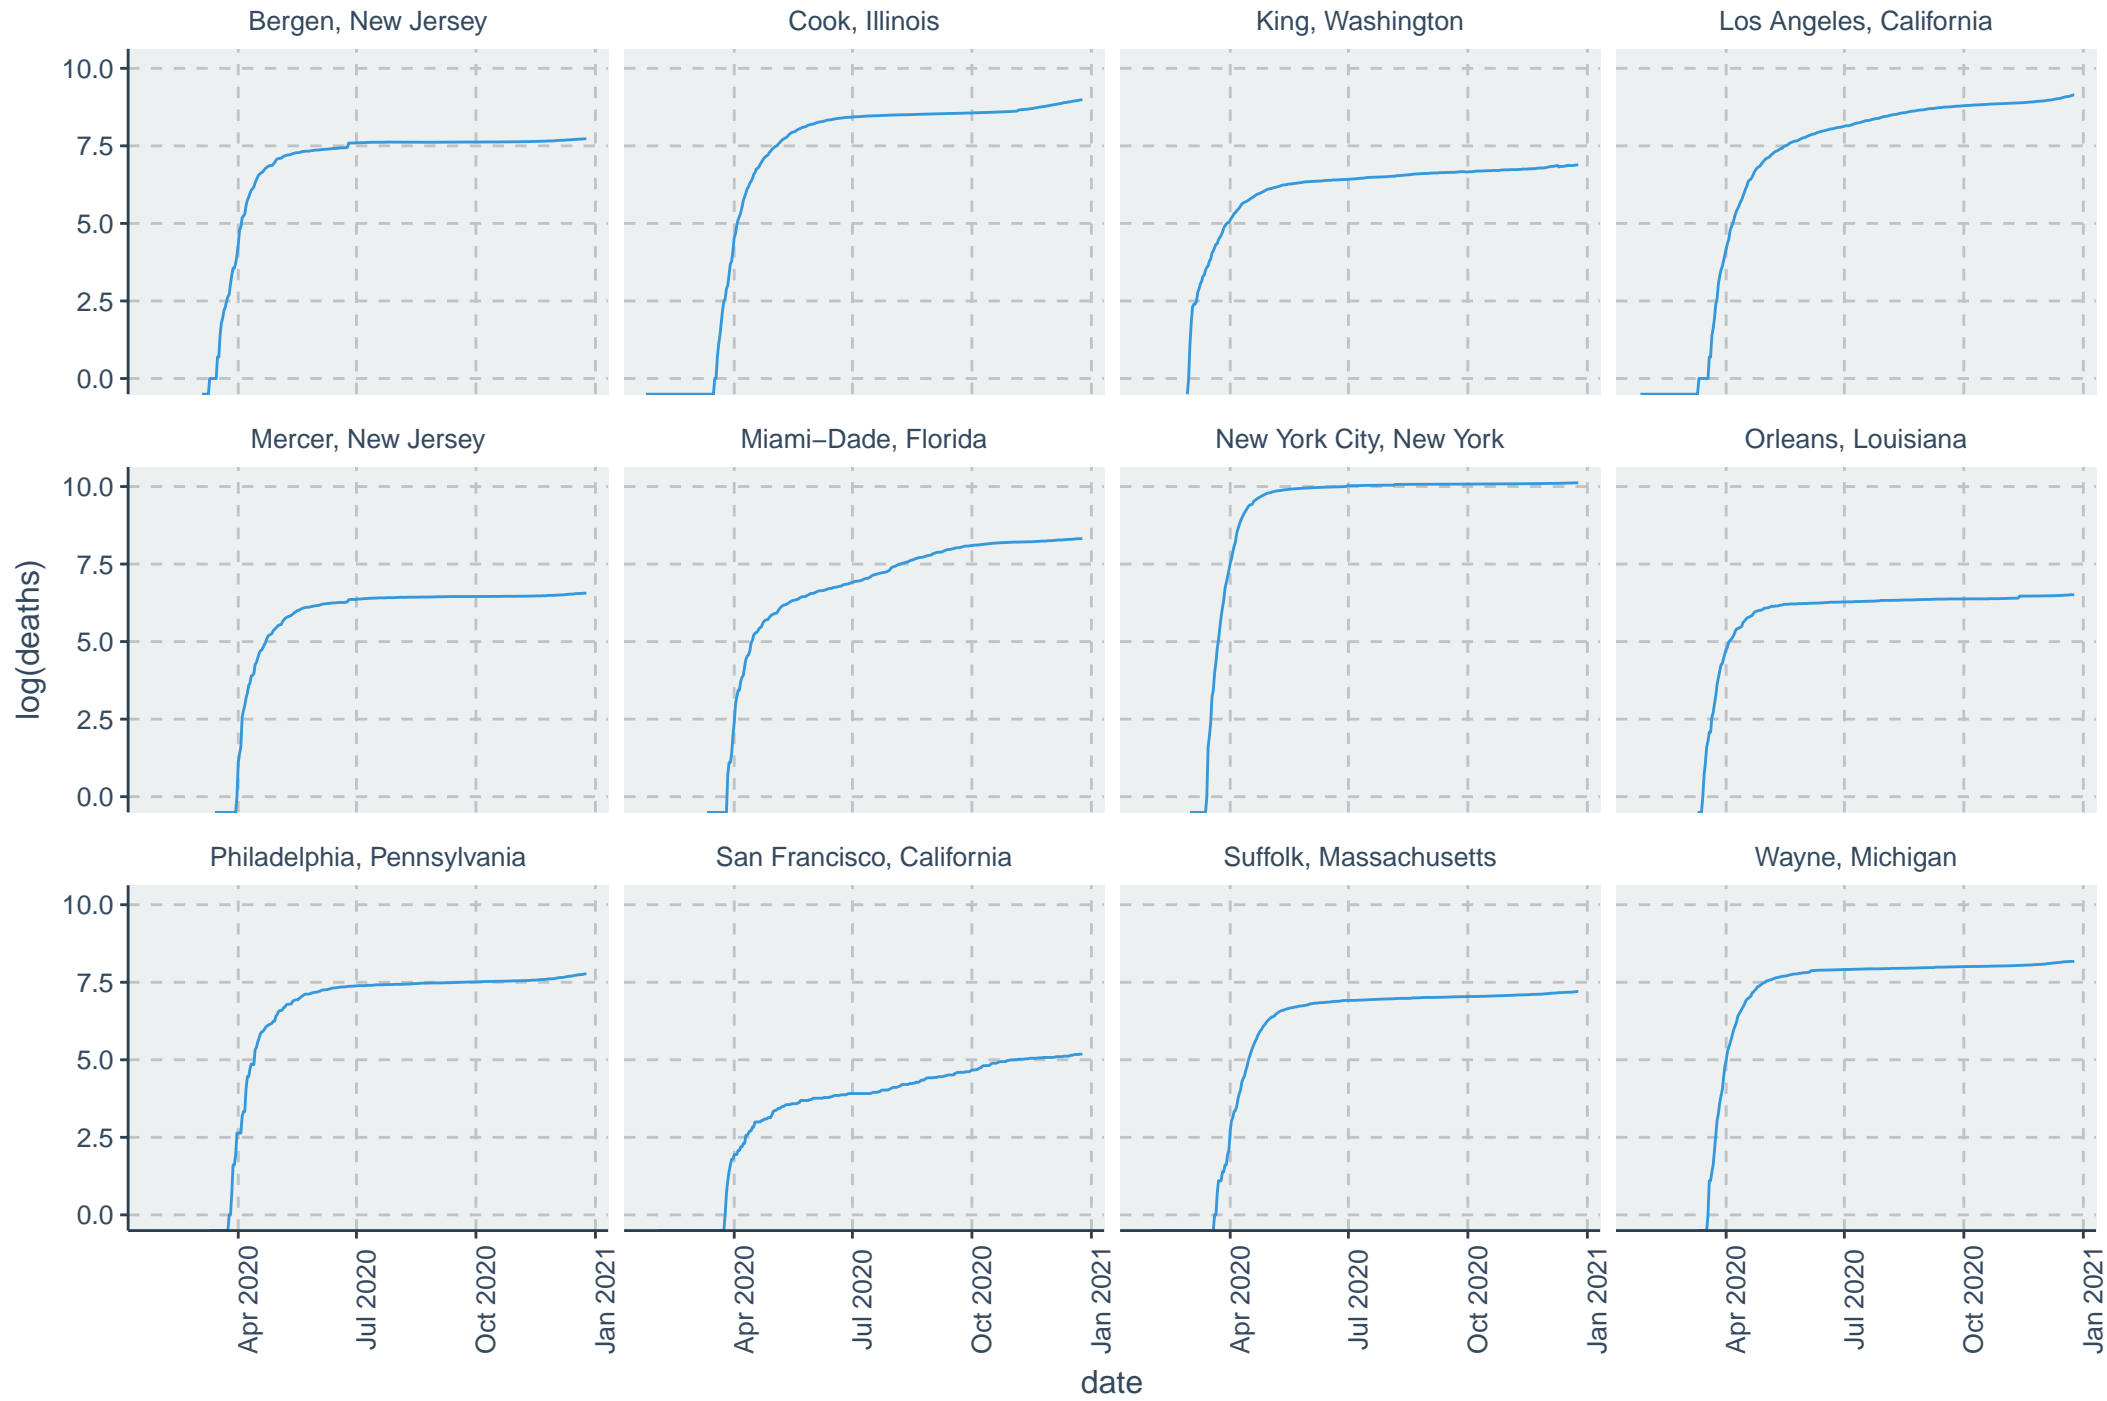 Bergen, New Jersey
Cook, Illinois
King, Washington
Los Angeles, California
10.0
7.5
5.0
2.5
0.0
Mercer, New Jersey
Miami−Dade, Florida
New York City, New York
Orleans, Louisiana
10.0
7.5
5.0
2.5
0.0
log(deaths)
Philadelphia, Pennsylvania
San Francisco, California
Suffolk, Massachusetts
Wayne, Michigan
10.0
7.5
5.0
2.5
0.0
Apr 2020
Jul 2020
Oct 2020
Jan 2021
Apr 2020
Jul 2020
Oct 2020
Jan 2021
Apr 2020
Jul 2020
Oct 2020
Jan 2021
Apr 2020
Jul 2020
Oct 2020
Jan 2021
date